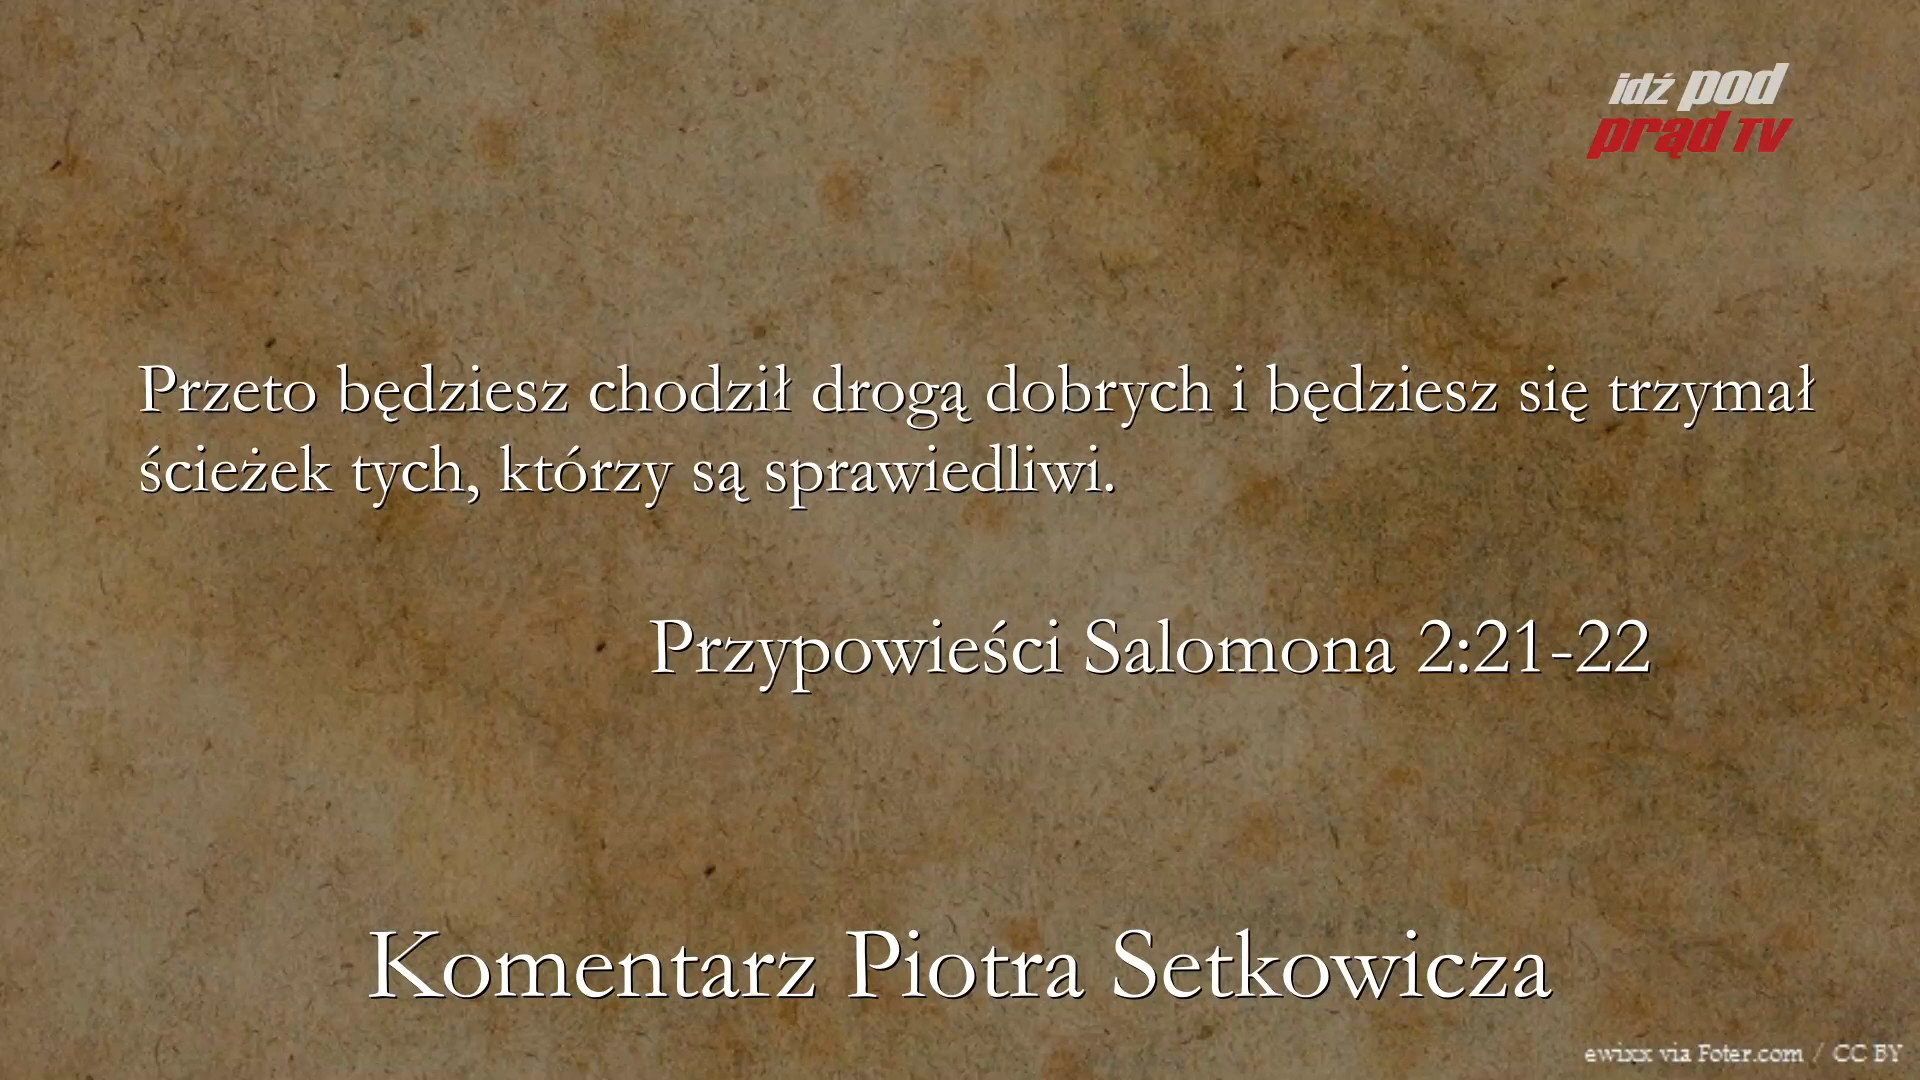 idź pod
prąd TV
Przeto będziesz chodził drogą dobrych i będziesz się trzymał
ścieżek tych, którzy są sprawiedliwi.
Przypowieści Salomona 2:21-22
Komentarz Piotra Setkowicza
ewixx via Foter.com / CC BY